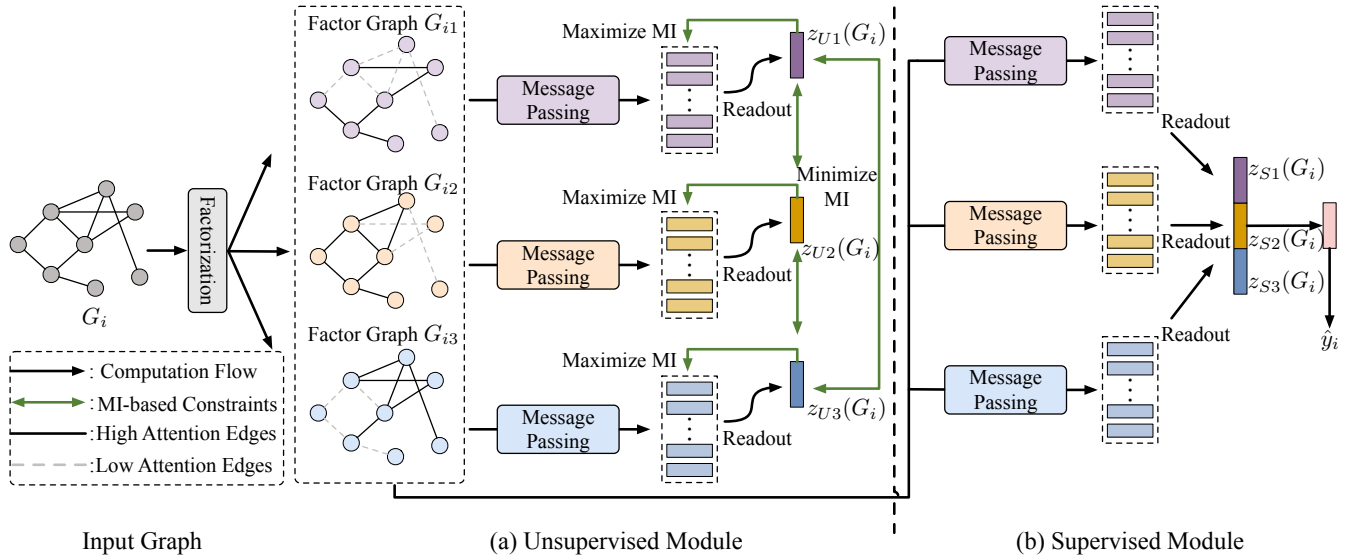 Factor Graph $G_{i1}$
Maximize MI
$z_{U1}(G_i)$
Message
Passing
Readout
Message
Passing
Readout
Factor Graph $G_{i2}$
Maximize MI
Minimize
MI
$z_{U2}(G_i)$
Message
Passing
Readout
Message
Passing
Readout
$z_{S1}(G_i)$
$z_{S2}(G_i)$
$z_{S3}(G_i)$
$\hat{y}_i$
Factorization
$G_i$
Factor Graph $G_{i3}$
Maximize MI
$z_{U3}(G_i)$
Message
Passing
Readout
Message
Passing
Readout
: Computation Flow
:MI-based Constraints
:High Attention Edges
:Low Attention Edges
Input Graph
(a) Unsupervised Module
(b) Supervised Module